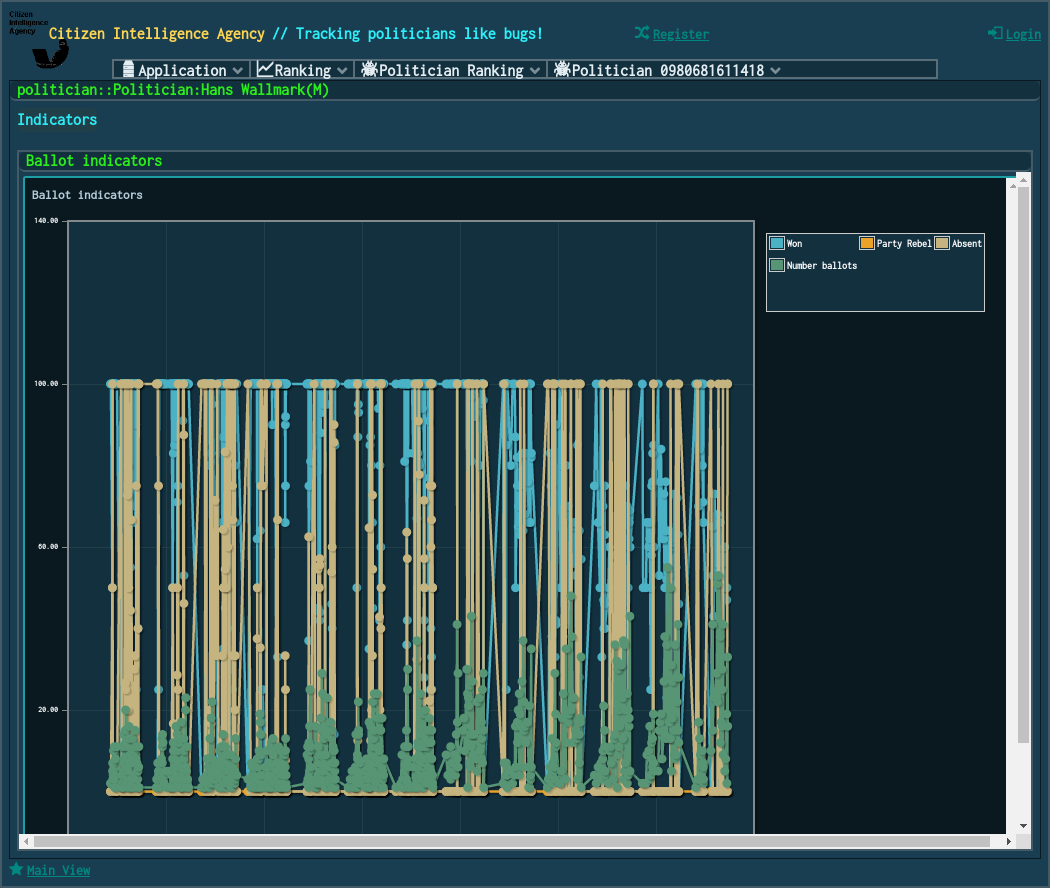 Citizen
Intelligence
Agency
Citizen Intelligence Agency // Tracking politicians like bugs!
Register
Login
Application
Ranking
Politician Ranking
Politician 0980681611418
politician::Politician:Hans Wallmark(M)
Indicators
Ballot indicators
Ballot indicators
140.00
Won
Party Rebel
Absent
Number ballots
100.00
60.00
20.00
Main View